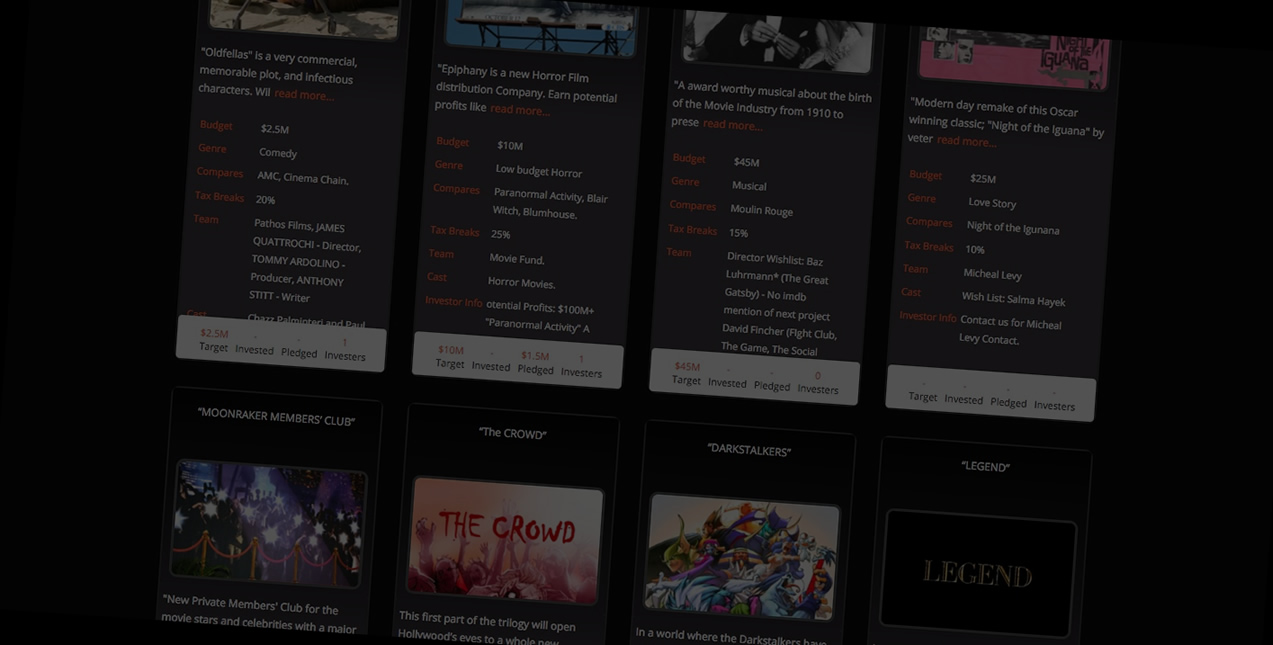 "Oldfellas" is a very commercial,
memorable plot, and infectious
characters. Wil read more...
Budget $2.5M
Genre Comedy
Compares AMC, Cinema Chain.
Tax Breaks 20%
Team Pathos Films, JAMES
QUATTROCHI - Director,
TOMMY ARDOLINO -
Producer, ANTHONY
STITT - Writer
Cast Chazz Palminteri and Paul
$2.5M - - 1
Target Invested Pledged Investers
"Epiphany is a new Horror Film
distribution Company. Earn potential
profits like read more...
Budget $10M
Genre Low budget Horror
Compares Paranormal Activity, Blair
Witch, Blumhouse.
Tax Breaks 25%
Team Movie Fund.
Cast Horror Movies.
Investor Info otential Profits: $100M+
"Paranormal Activity" A
$10M - $1.5M 1
Target Invested Pledged Investers
"A award worthy musical about the birth
of the Movie Industry from 1910 to
prese read more...
Budget $45M
Genre Musical
Compares Moulin Rouge
Tax Breaks 15%
Team Director Wishlist: Baz
Luhrmann* (The Great
Gatsby) - No imdb
mention of next project
David Fincher (Fight Club,
The Game, The Social
$45M - - 0
Target Invested Pledged Investers
NIGHT
OF THE
IGUANA
"Modern day remake of this Oscar
winning classic; "Night of the Iguana" by
veter read more...
Budget $25M
Genre Love Story
Compares Night of the Igunana
Tax Breaks 10%
Team Micheal Levy
Cast Wish List: Salma Hayek
Investor Info Contact us for Micheal
Levy Contact.
- - - -
Target Invested Pledged Investers
"MOONRAKER MEMBERS' CLUB"
"New Private Members' Club for the
movie stars and celebrities with a major
"The CROWD"
THE CROWD
This first part of the trilogy will open
Hollywood's eyes to a whole new
"DARKSTALKERS"
In a world where the Darkstalkers have
"LEGEND"
LEGEND